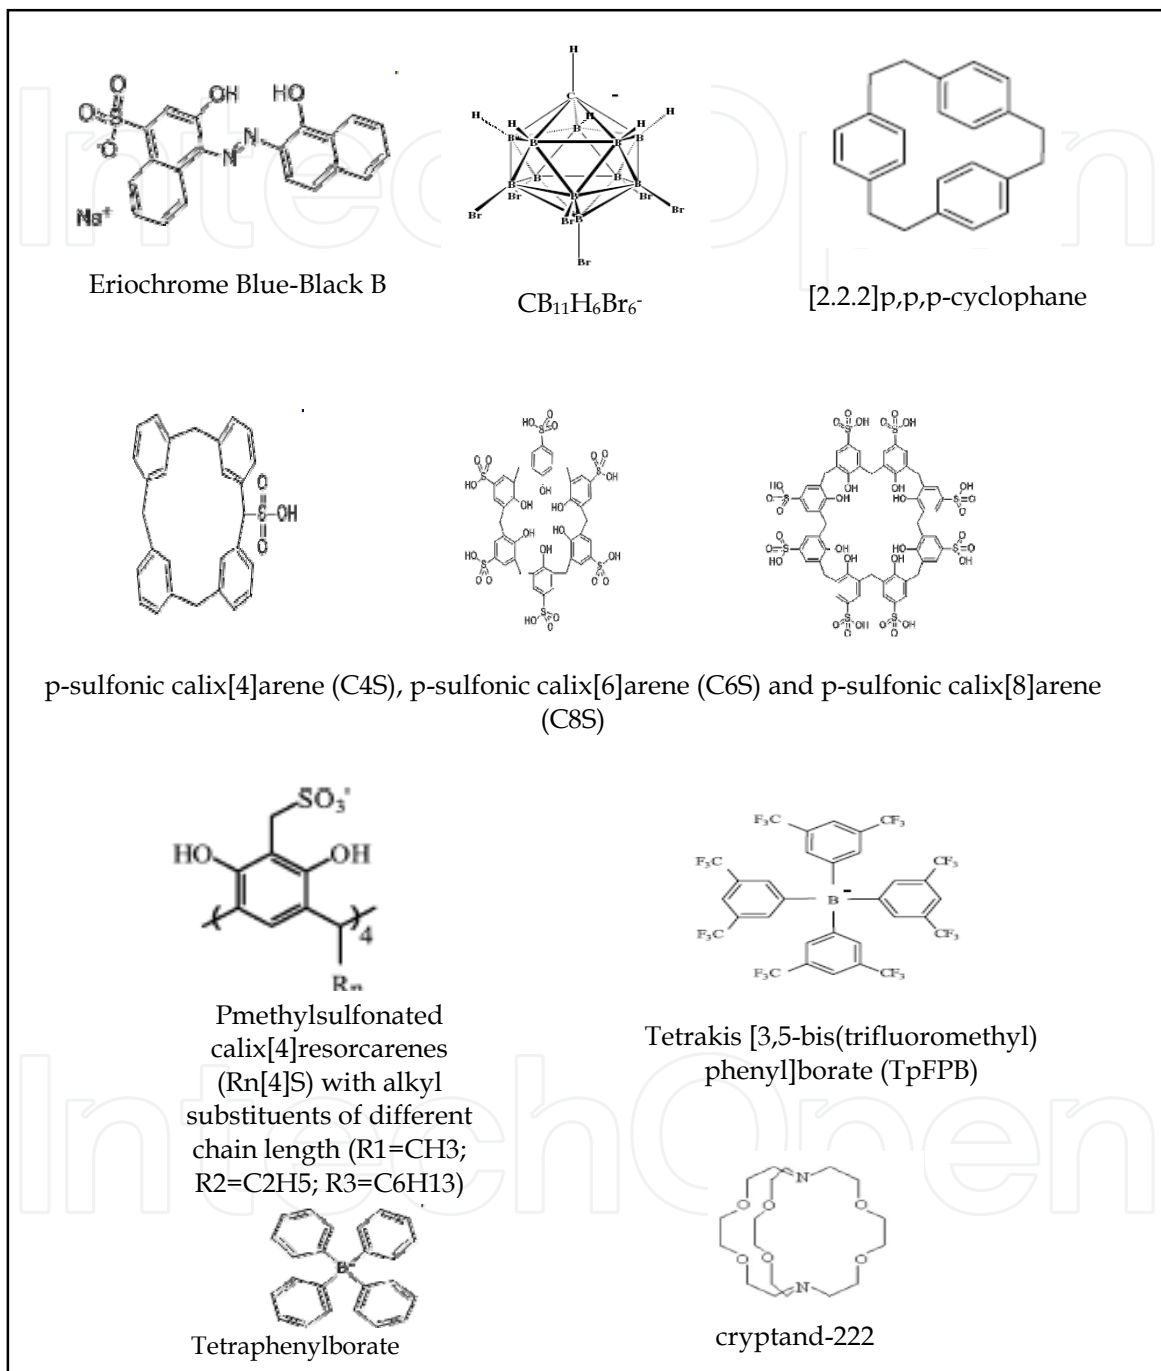 Eriochrome Blue-Black B
CB₁₁H₆Br₆⁻
[2.2.2]p,p,p-cyclophane
p-sulfonic calix[4]arene (C4S), p-sulfonic calix[6]arene (C6S) and p-sulfonic calix[8]arene
(C8S)
Pmethylsulfonated
calix[4]resorcarenes
(Rn[4]S) with alkyl
substituents of different
chain length (R1=CH3;
R2=C2H5; R3=C6H13)
Tetrakis [3,5-bis(trifluoromethyl)
phenyl]borate (TpFPB)
Tetraphenylborate
cryptand-222
IntechOpen
IntechOpen